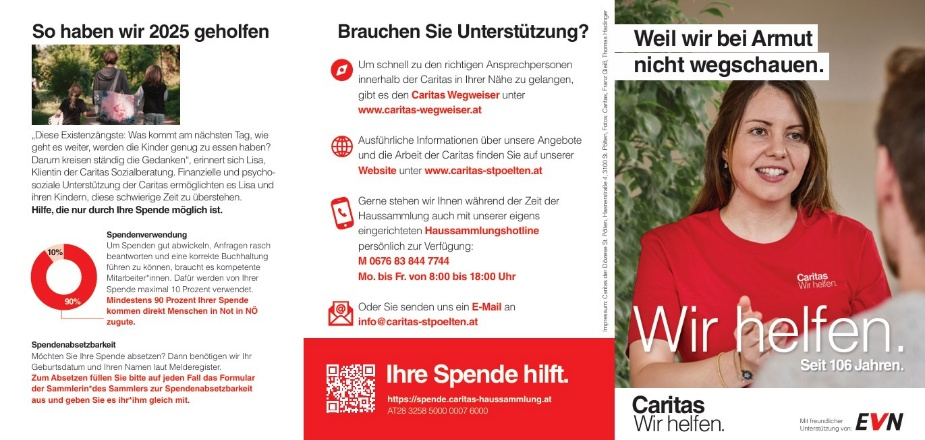 So haben wir 2025 geholfen
„Diese Existenzängste: Was kommt am nächsten Tag, wie
geht es weiter, werden die Kinder genug zu essen haben?
Darum kreisen ständig die Gedanken“, erinnert sich Lisa,
Klientin der Caritas Sozialberatung. Finanzielle und psycho-
soziale Unterstützung der Caritas ermöglichten es Lisa und
ihren Kindern, diese schwierige Zeit zu überstehen.
Hilfe, die nur durch Ihre Spende möglich ist.
10%
90%
Spendenverwendung
Um Spenden gut abwickeln, Anfragen rasch
beantworten und eine korrekte Buchhaltung
führen zu können, braucht es kompetente
Mitarbeiter*innen. Dafür werden von Ihrer
Spende maximal 10 Prozent verwendet.
Mindestens 90 Prozent Ihrer Spende
kommen direkt Menschen in Not in NÖ
zugute.
Spendenabsetzbarkeit
Möchten Sie Ihre Spende absetzen? Dann benötigen wir Ihr
Geburtsdatum und Ihren Namen laut Melderegister.
Zum Absetzen füllen Sie bitte auf jeden Fall das Formular
der Sammlerin*des Sammlers zur Spendenabsetzbarkeit
aus und geben Sie es ihr*ihm gleich mit.
Brauchen Sie Unterstützung?
Um schnell zu den richtigen Ansprechpersonen
innerhalb der Caritas in Ihrer Nähe zu gelangen,
gibt es den Caritas Wegweiser unter
www.caritas-wegweiser.at
Ausführliche Informationen über unsere Angebote
und die Arbeit der Caritas finden Sie auf unserer
Website unter www.caritas-stpoelten.at
Gerne stehen wir Ihnen während der Zeit der
Haussammlung auch mit unserer eigens
eingerichteten Haussammlungshotline
persönlich zur Verfügung:
M 0676 83 844 7744
Mo. bis Fr. von 8:00 bis 18:00 Uhr
Oder Sie senden uns ein E-Mail an
info@caritas-stpoelten.at
Ihre Spende hilft.
https://spende.caritas-haussammlung.at
AT28 3258 5000 0007 6000
Impressum: Caritas der Diözese St. Pölten, Hasnerstraße 4, 3100 St. Pölten, Fotos: Caritas, Franz Gleiß, Thomas
Weil wir bei Armut
nicht wegschauen.
Caritas
Wir helfen.
Wir helfen.
Seit 106 Jahren.
Caritas
Wir helfen.
Mit freundlicher
Unterstützung von:
EVN